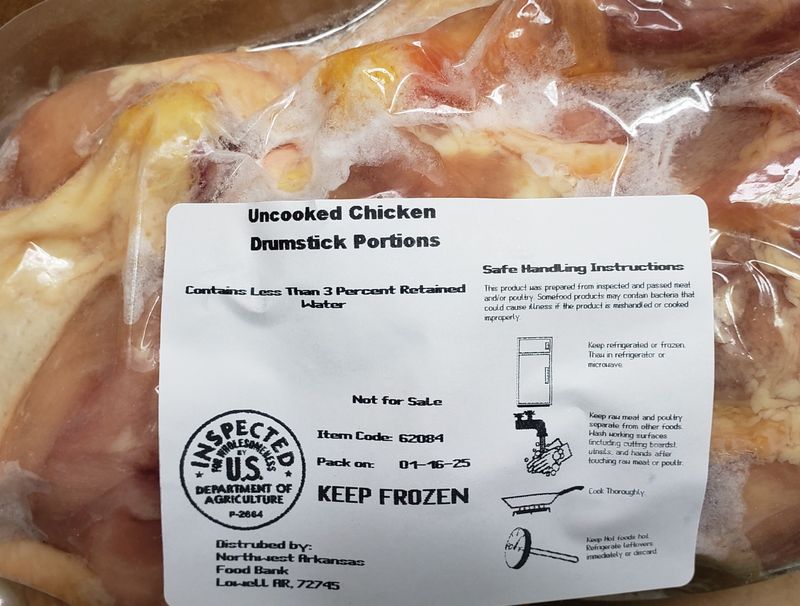 Uncooked Chicken
Drumstick Portions
Contains Less Than 3 Percent Retained
Water
Not for Sale
Item Code: 62084
Pack on: 01-16-25
KEEP FROZEN
INSPECTED
FOR WHOLESOMENESS
BY
U.S.
DEPARTMENT OF
AGRICULTURE
P-2664
Distrubed by:
Northwest Arkansas
Food Bank
Lowell AR, 72745
Safe Handling Instructions
This product was prepared from inspected and passed meat
and/or poultry. Somefood products may contain bacteria that
could cause illness if the product is mishandled or cooked
improperly.
Keep refrigerated or frozen.
Thaw in refrigerator or
microwave.
Keep raw meat and poultry
separate from other foods.
Wash working surfaces
(including cutting boards),
utnsils, and hands after
touching raw meat or poultr.
Cook Thoroughly.
Keep Hot foods hot.
Refrigerate leftovers
immediately or discard.